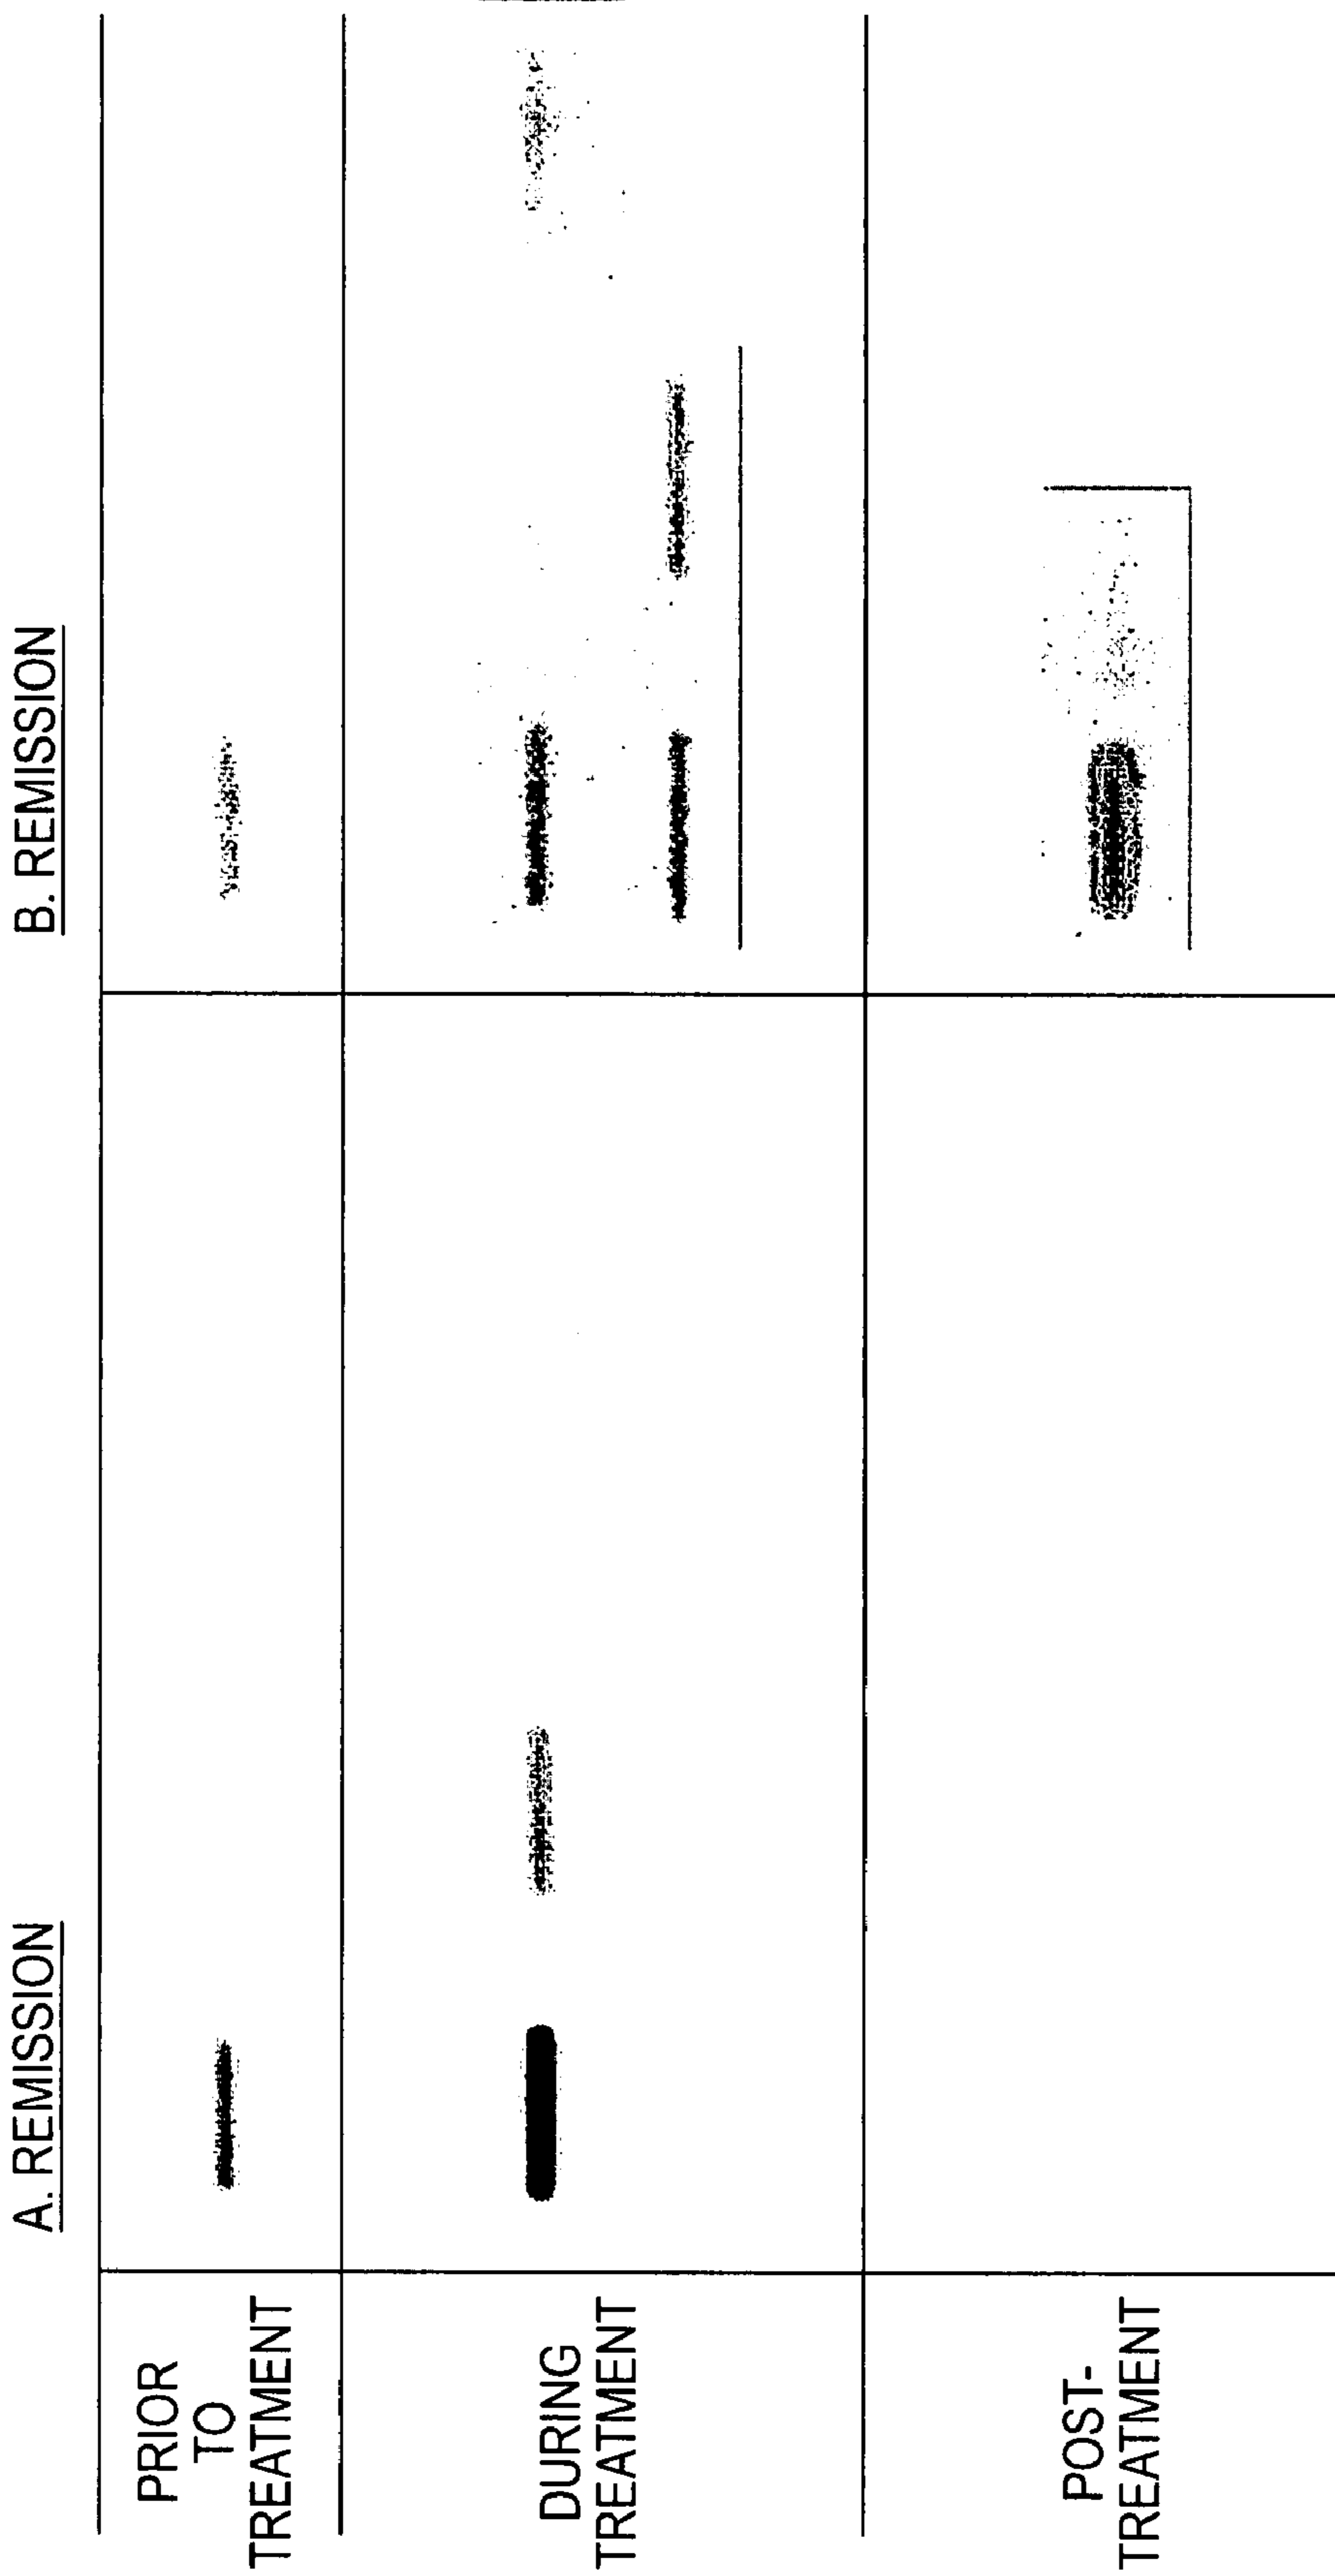 A. REMISSION
B. REMISSION
PRIOR
TO
TREATMENT
DURING
TREATMENT
POST-
TREATMENT